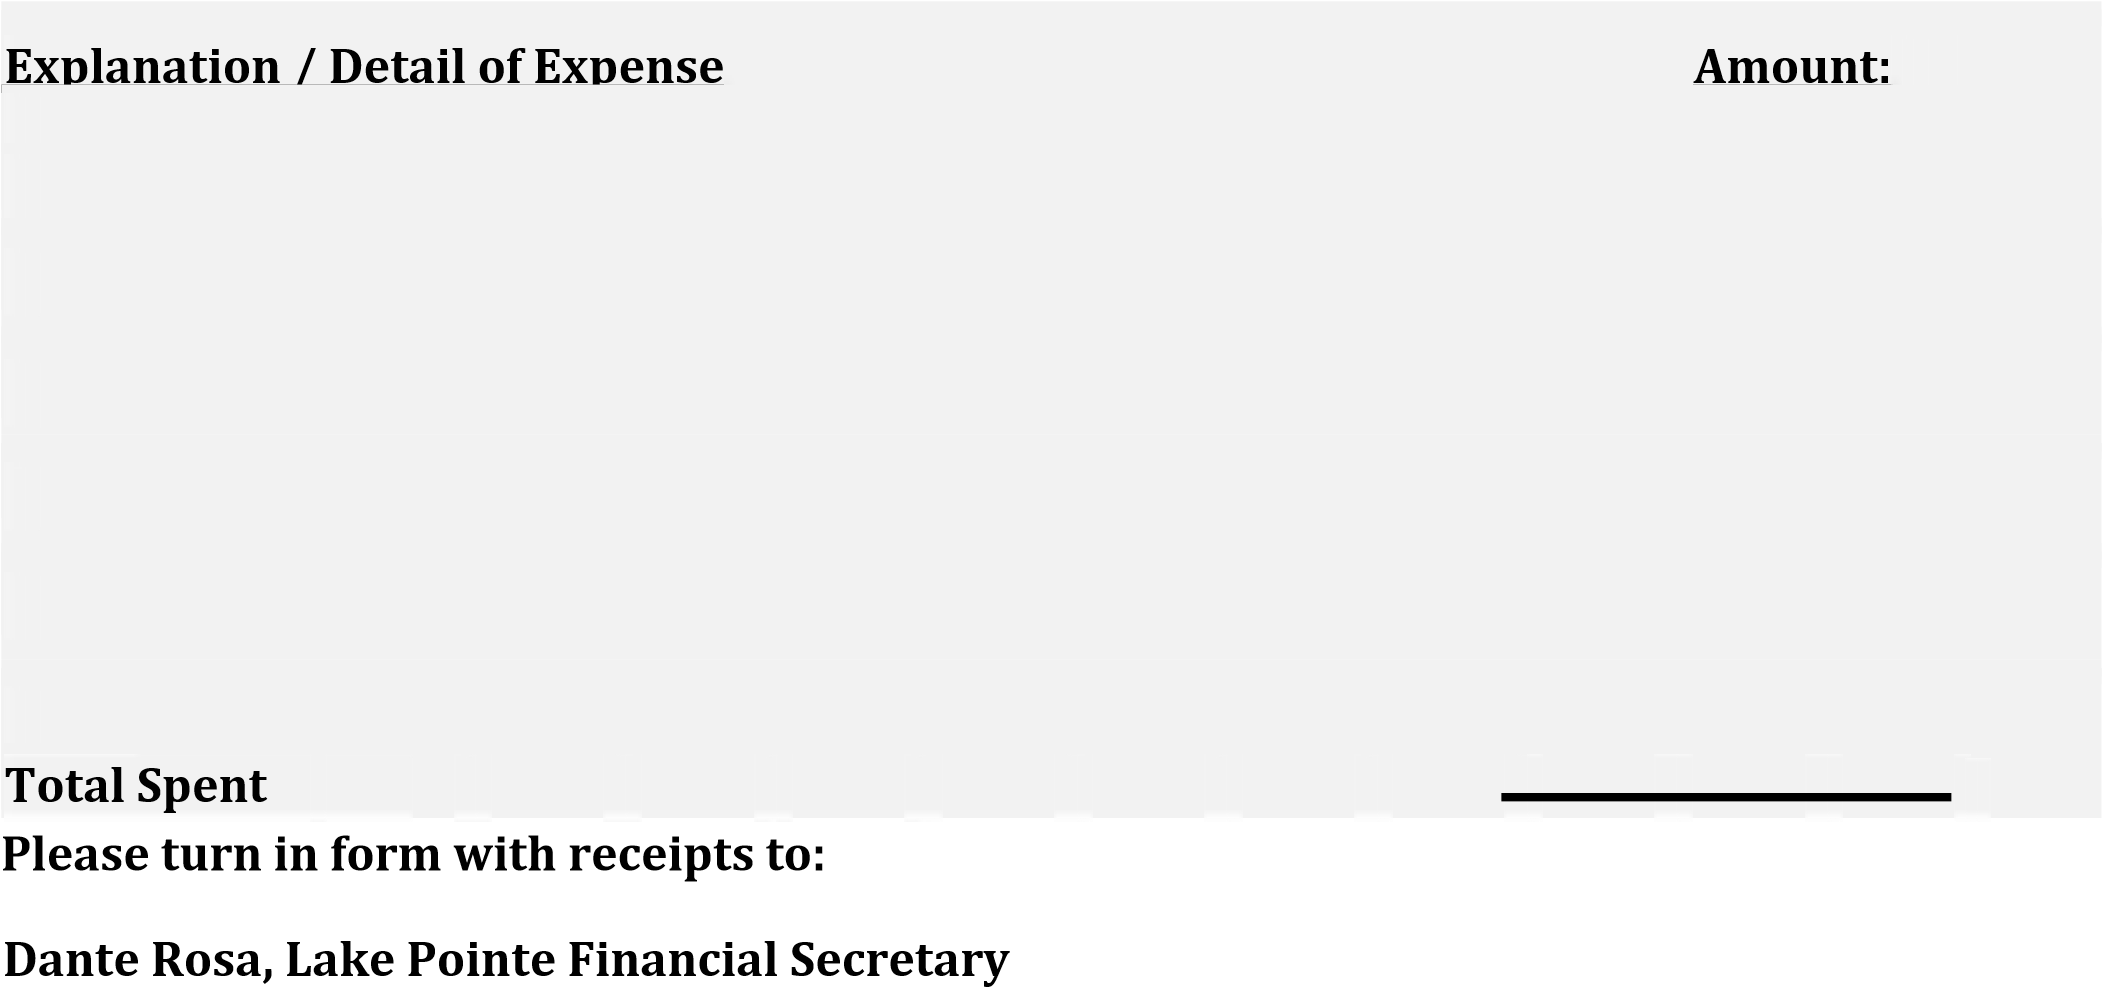 Explanation / Detail of Expense Amount:
Total Spent
Please turn in form with receipts to:
Dante Rosa, Lake Pointe Financial Secretary